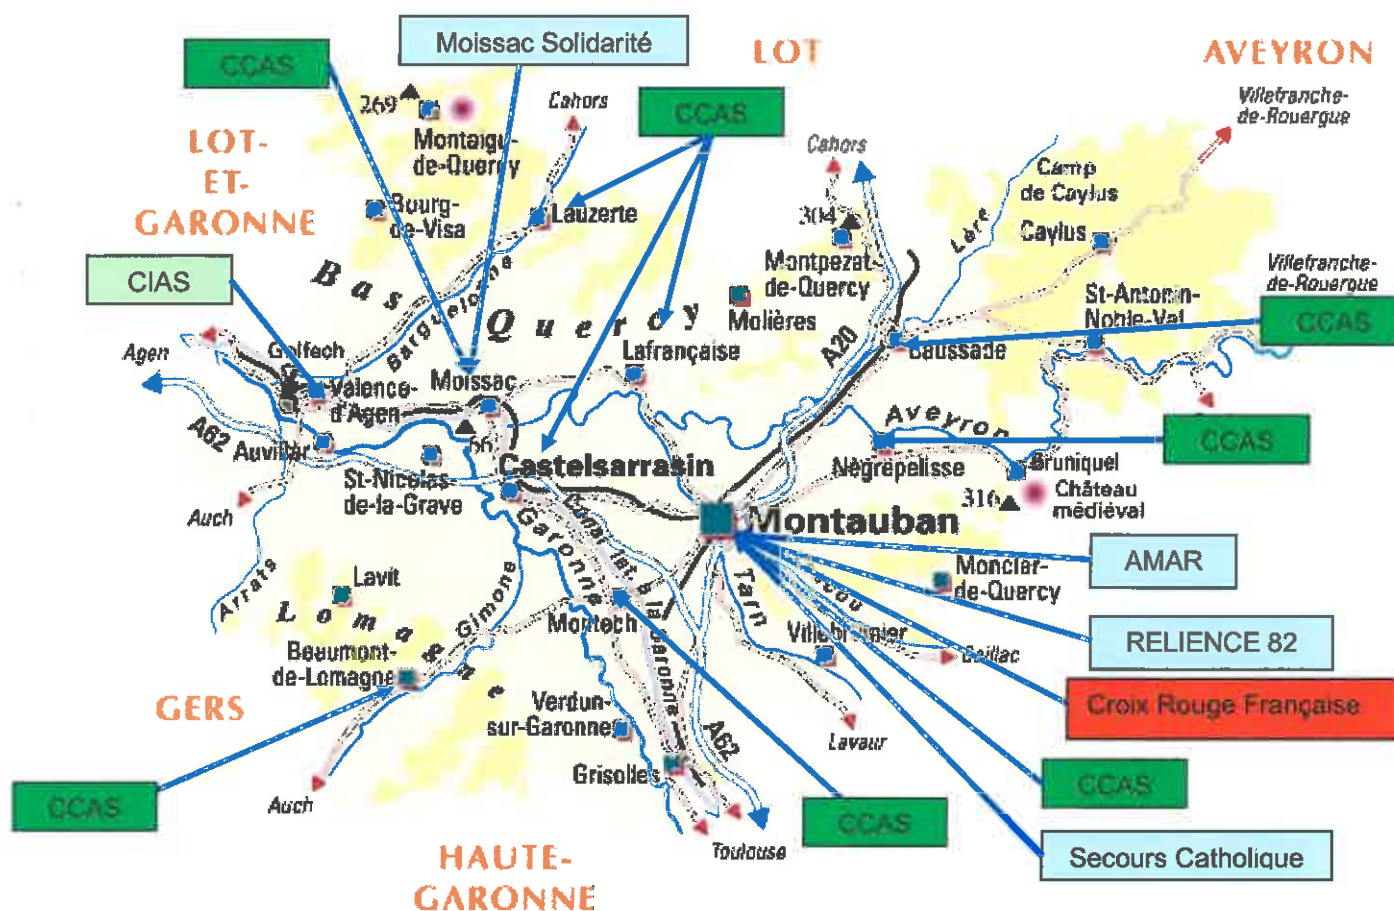 Moissac Solidarité
CCAS
LOT
AVEYRON
CCAS
269
Cahors
Villefranche-
de-Rouergue
Montaigu-
de-Quercy
LOT-
ET-
GARONNE
Cahors
Camp
de Caylus
Bourg-
de-Visa
Lauzerte
304
Lère
Caylus
CIAS
Bas
Quercy
Barguelonne
Montpezat-
de-Quercy
Molières
Villefranche-
de-Rouergue
St-Antonin-
Noble-Val
CCAS
Agen
Golfech
Valence-
d'Agen
Moissac
Lafrançaise
A20
Caussade
A62
Auvillar
66
St-Nicolas-
de-la-Grave
Castelsarrasin
Aveyron
Nègrepelisse
CCAS
Bruniquel
316
Château
médiéval
Auch
Garonne
Montauban
AMAR
Arrats
Lavit
Lomagne
Gimone
Canal lat. à la Garonne
Montech
Tarn
Monclar-
de-Quercy
Villebrumier
Gaillac
RELIENCE 82
Beaumont-
de-Lomagne
GERS
Verdun-
sur-Garonne
A62
Lavaur
Croix Rouge Française
Grisolles
CCAS
Auch
CCAS
CCAS
Toulouse
Secours Catholique
HAUTE-
GARONNE